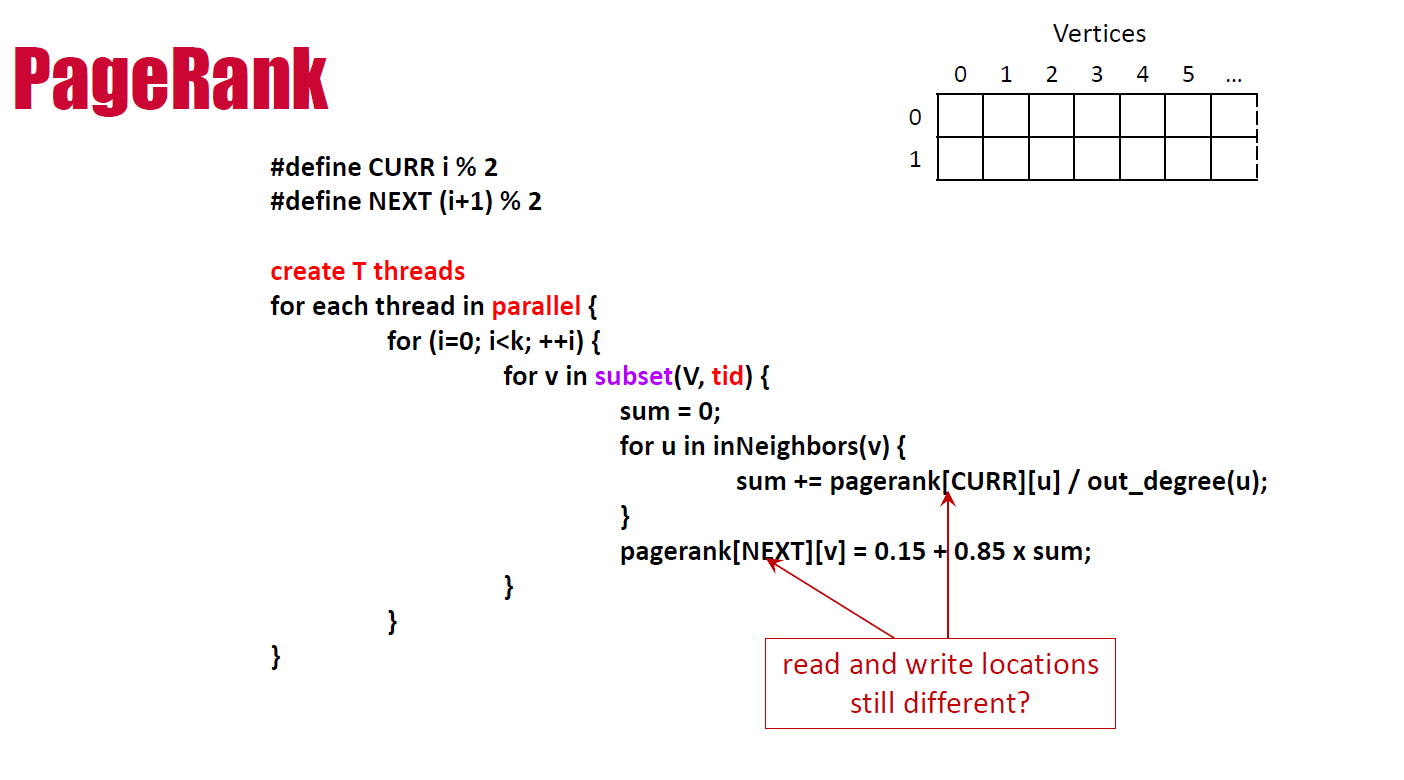 PageRank
Vertices
0 1 2 3 4 5 ...
0
1
#define CURR i % 2
#define NEXT (i+1) % 2
create T threads
for each thread in parallel {
for (i=0; i<k; ++i) {
for v in subset(V, tid) {
sum = 0;
for u in inNeighbors(v) {
sum += pagerank[CURR][u] / out_degree(u);
}
pagerank[NEXT][v] = 0.15 + 0.85 x sum;
}
}
}
read and write locations
still different?